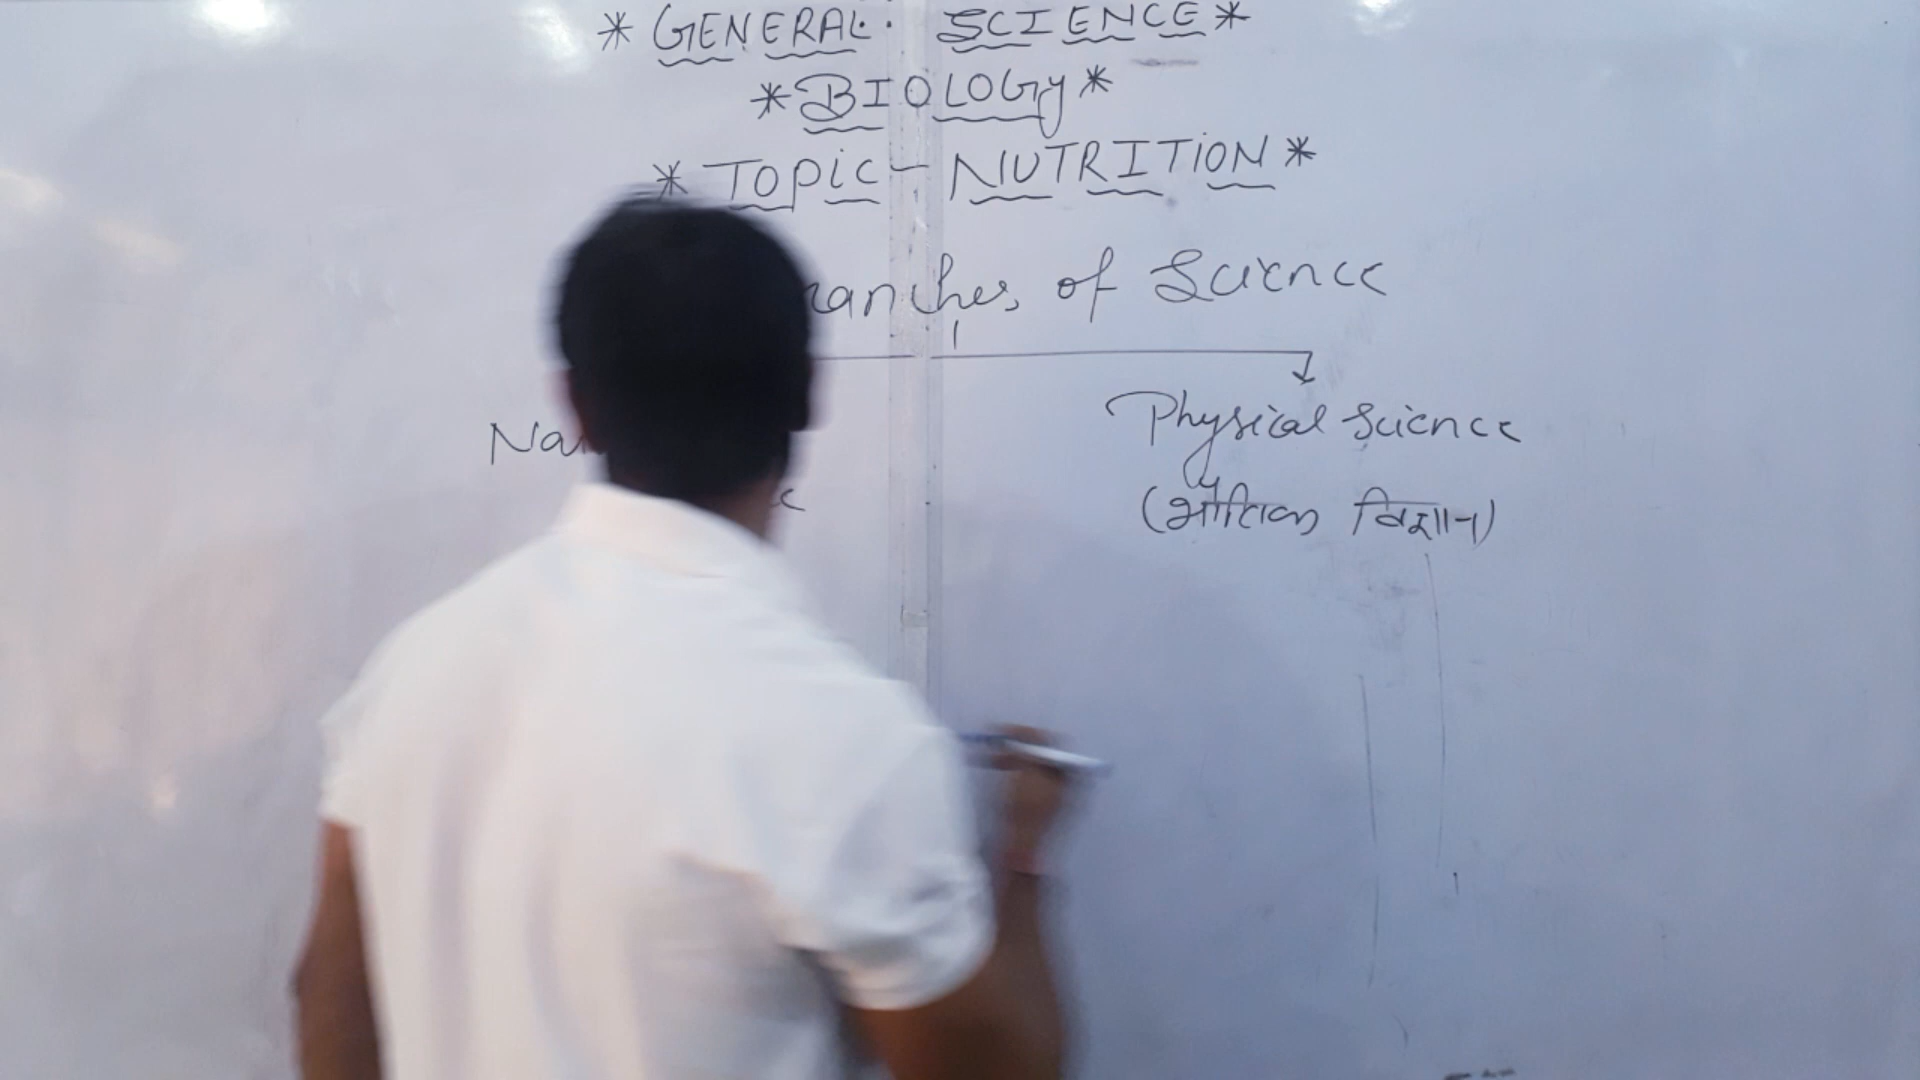 * GENERAL SCIENCE *
* BIOLOGY *
* TOPIC - NUTRITION *
of Science
Physical Science
(भौतिक विज्ञान)